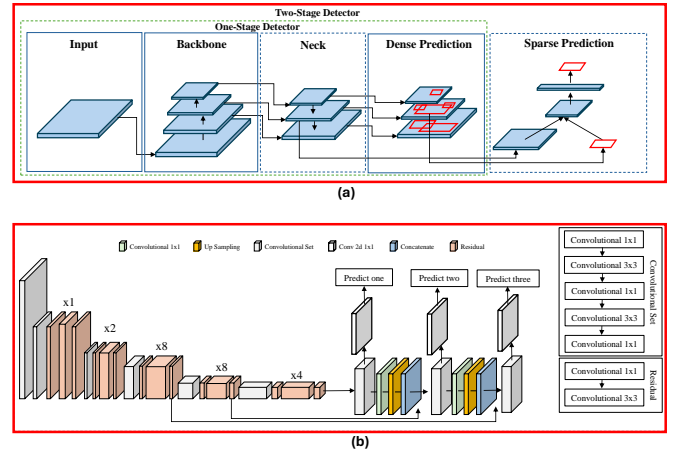 Two-Stage Detector
One-Stage Detector
Input
Backbone
Neck
Dense Prediction
Sparse Prediction
(a)
Convolutional 1x1
Up Sampling
Convolutional Set
Conv 2d 1x1
Concatenate
Residual
x1
x2
x8
x8
x4
Predict one
Predict two
Predict three
Convolutional 1x1
Convolutional 3x3
Convolutional 1x1
Convolutional 3x3
Convolutional 1x1
Convolutional Set
Convolutional 1x1
Convolutional 3x3
Residual
(b)